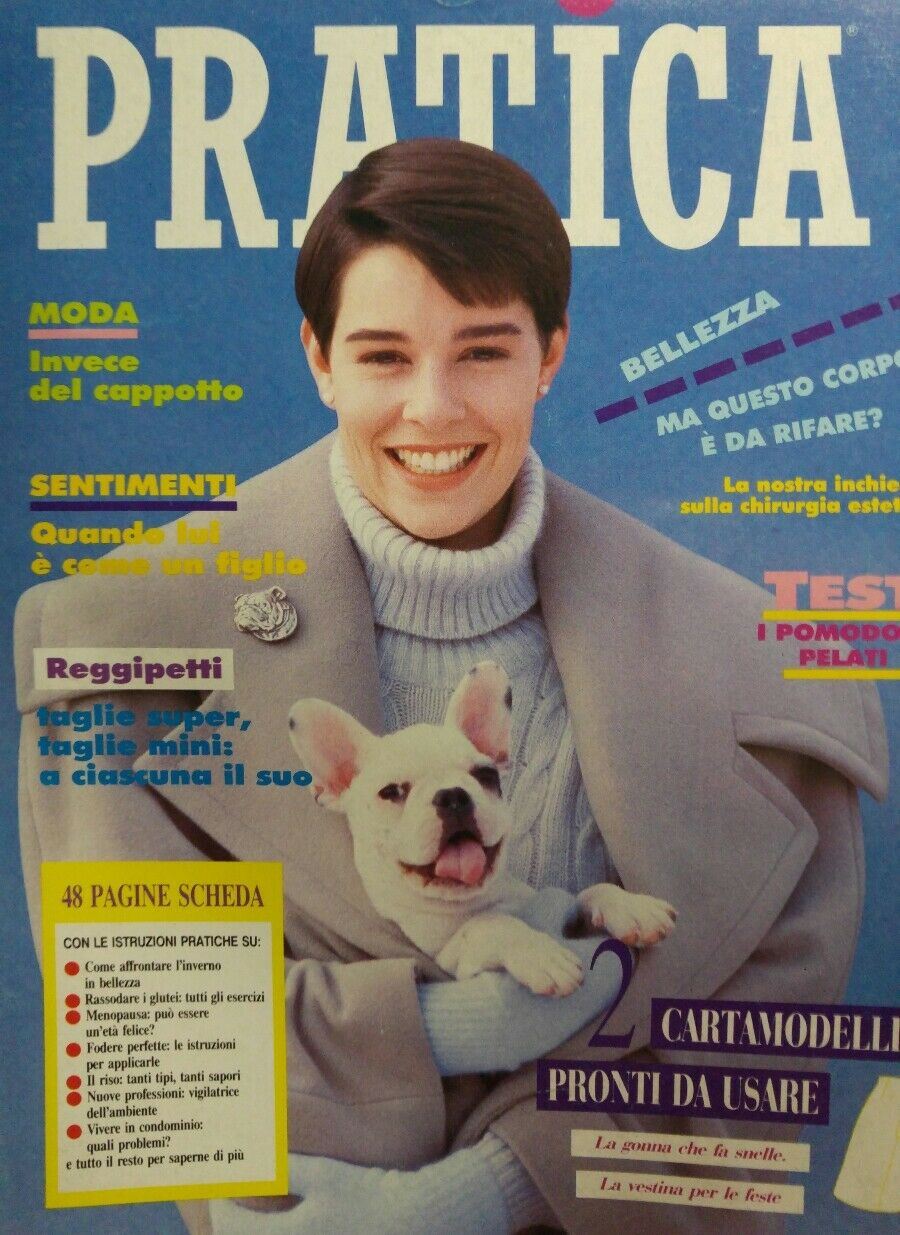 PRATICA
®
MODA
Invece
del cappotto
SENTIMENTI
Quando lui
è come un figlio
Reggipetti
taglie super,
taglie mini:
a ciascuna il suo
48 PAGINE SCHEDA
CON LE ISTRUZIONI PRATICHE SU:
Come affrontare l'inverno
in bellezza
Rassodare i glutei: tutti gli esercizi
Menopausa: può essere
un'età felice?
Fodere perfette: le istruzioni
per applicarle
Il riso: tanti tipi, tanti sapori
Nuove professioni: vigilatrice
dell'ambiente
Vivere in condominio:
quali problemi?
e tutto il resto per saperne di più
BELLEZZA
MA QUESTO CORPO
È DA RIFARE?
La nostra inchie
sulla chirurgia estet
TEST
I POMODO
PELATI
2 CARTAMODELLI
PRONTI DA USARE
La gonna che fa snelle.
La vestina per le feste